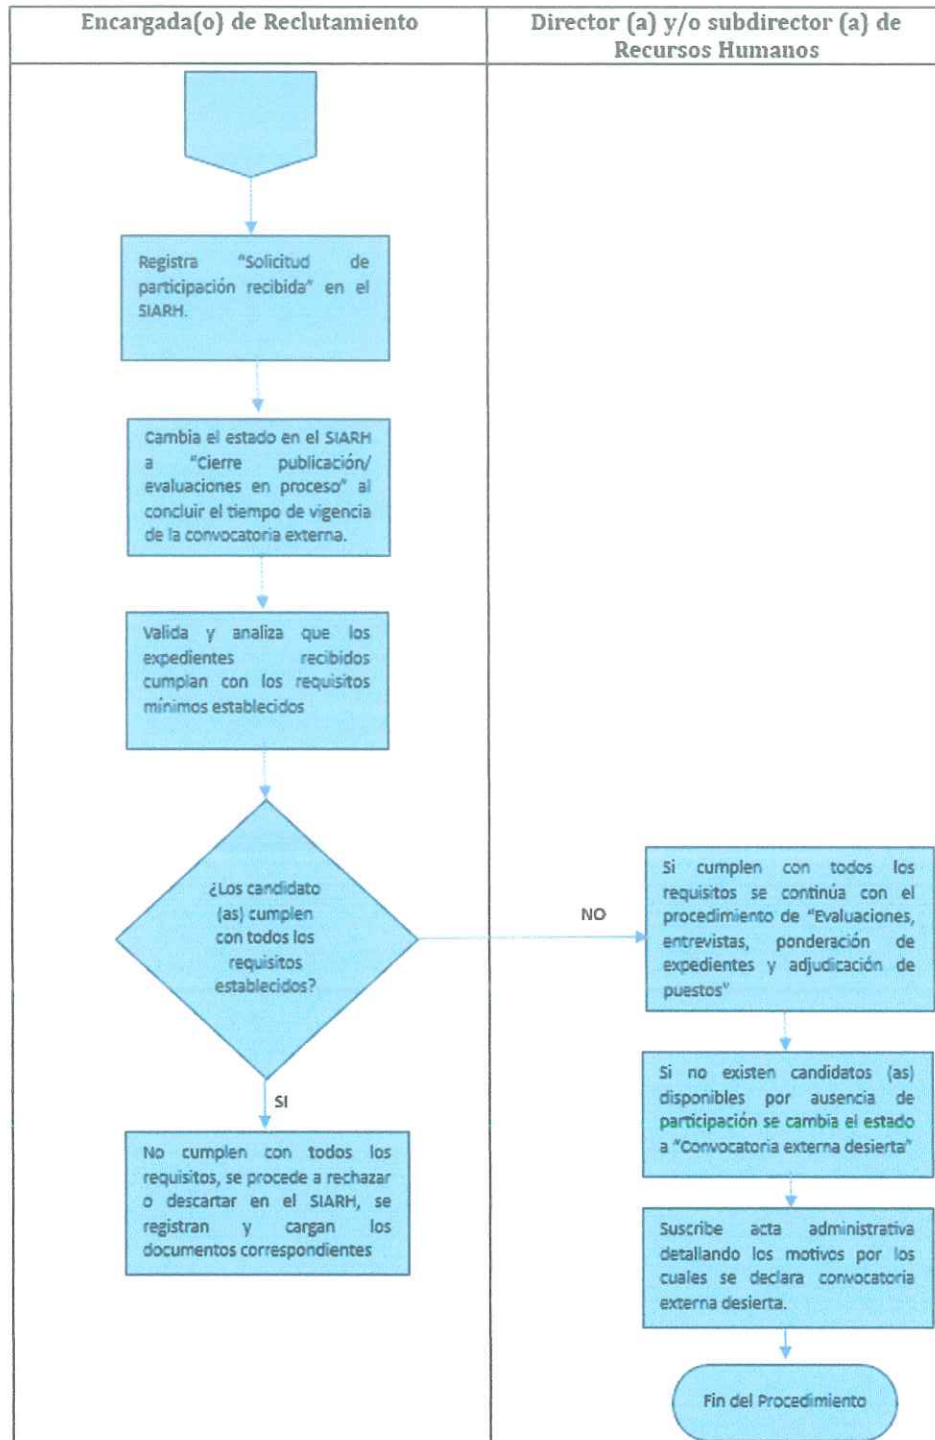 Encargada(o) de Reclutamiento
Director (a) y/o subdirector (a) de
Recursos Humanos
Registra "Solicitud de
participación recibida" en el
SIARH.
Cambia el estado en el SIARH
a "Cierre publicación/
evaluaciones en proceso" al
concluir el tiempo de vigencia
de la convocatoria externa.
Valida y analiza que los
expedientes recibidos
cumplan con los requisitos
mínimos establecidos
¿Los candidato
(as) cumplen
con todos los
requisitos
establecidos?
NO
Si cumplen con todos los
requisitos se continúa con el
procedimiento de "Evaluaciones,
entrevistas, ponderación de
expedientes y adjudicación de
puestos"
Si no existen candidatos (as)
disponibles por ausencia de
participación se cambia el estado
a "Convocatoria externa desierta"
SI
No cumplen con todos los
requisitos, se procede a rechazar
o descartar en el SIARH, se
registran y cargan los
documentos correspondientes
Suscribe acta administrativa
detallando los motivos por los
cuales se declara convocatoria
externa desierta.
Fin del Procedimiento